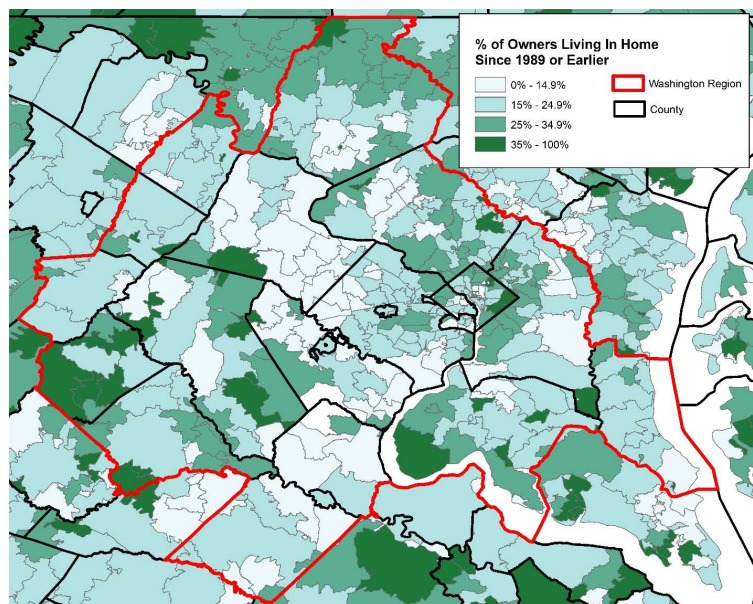 % of Owners Living In Home
Since 1989 or Earlier
0% - 14.9%
15% - 24.9%
25% - 34.9%
35% - 100%
Washington Region
County